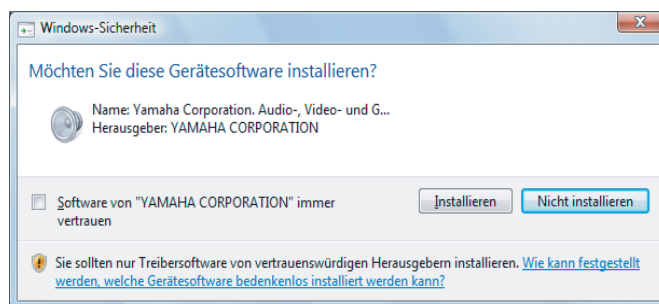 Windows-Sicherheit
Möchten Sie diese Gerätesoftware installieren?
Name: Yamaha Corporation. Audio-, Video- und G...
Herausgeber: YAMAHA CORPORATION
Software von "YAMAHA CORPORATION" immer
vertrauen
Installieren
Nicht installieren
Sie sollten nur Treibersoftware von vertrauenswürdigen Herausgebern installieren. Wie kann festgestellt
werden, welche Gerätesoftware bedenkenlos installiert werden kann?